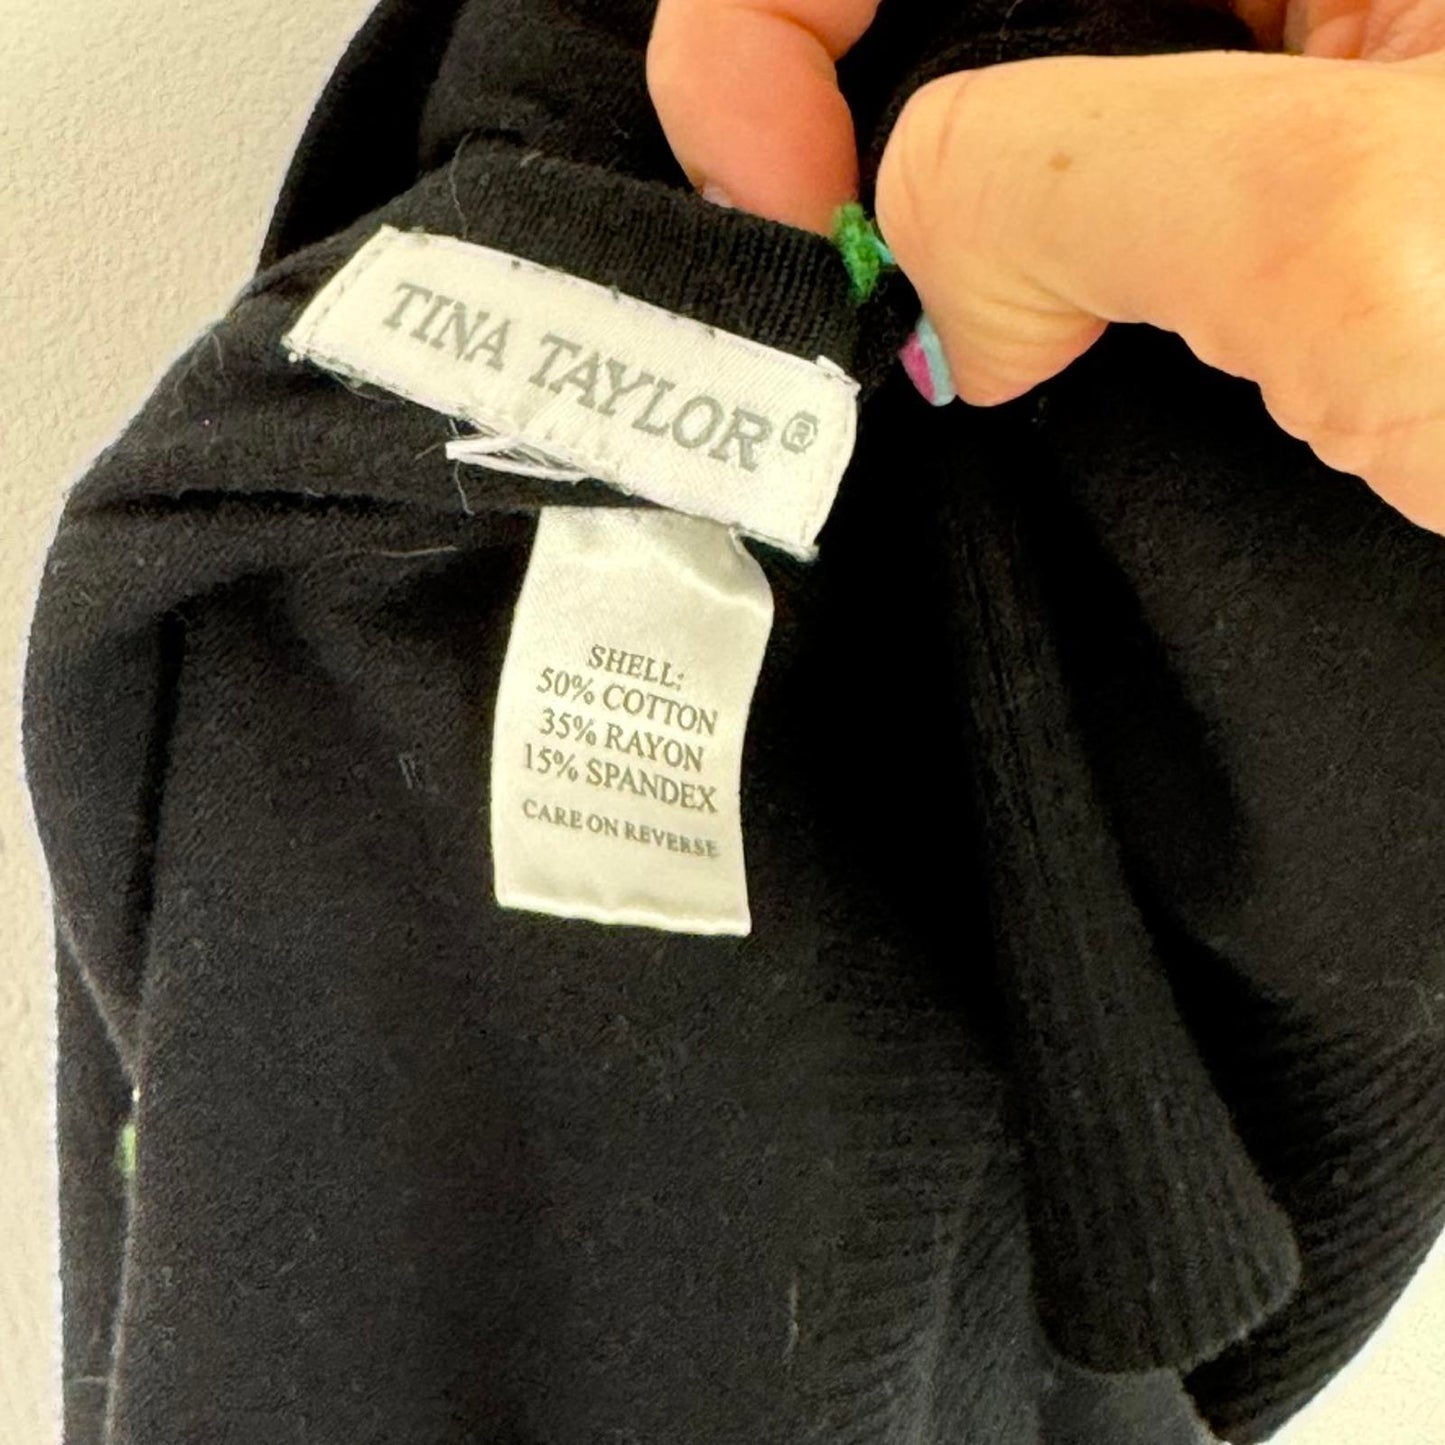 TINA TAYLOR®
SHELL:
50% COTTON
35% RAYON
15% SPANDEX
CARE ON REVERSE